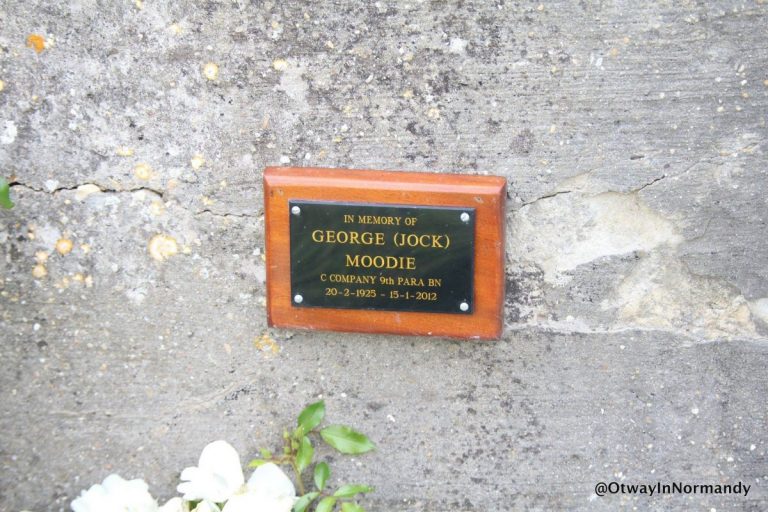 IN MEMORY OF
GEORGE (JOCK)
MOODIE
C COMPANY 9th PARA BN
20-2-1925 - 15-1-2012
@OtwayInNormandy